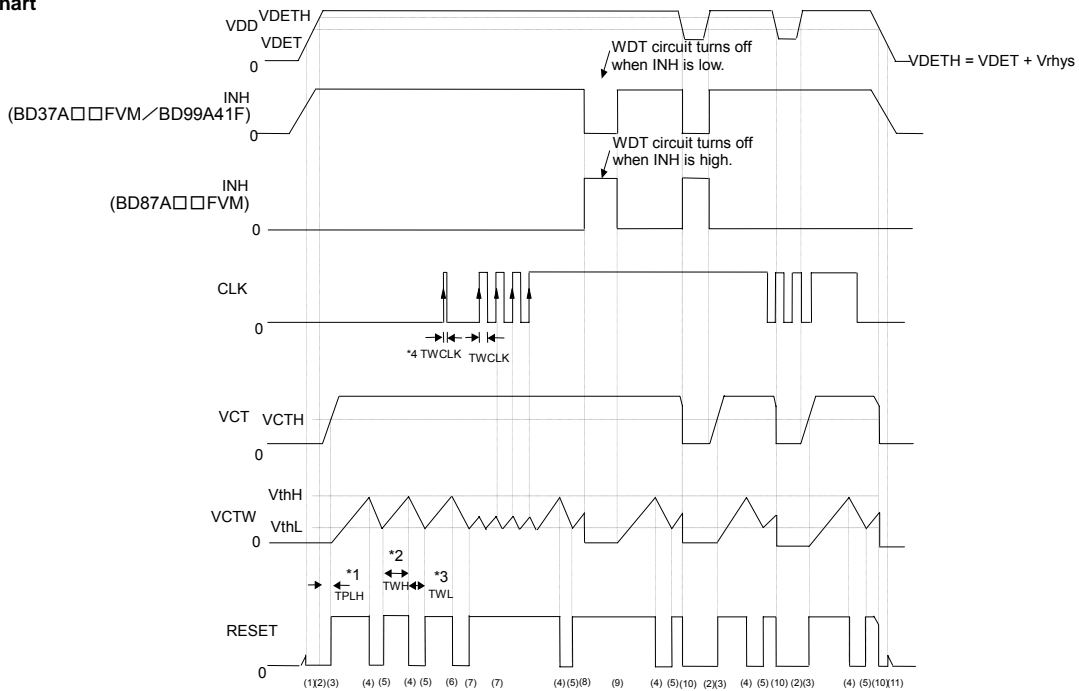 hart
VDETH
VDD
VDET
0
WDT circuit turns off
when INH is low.
VDETH = VDET + Vrhys
INH
(BD37A□□FVM／BD99A41F)
0
WDT circuit turns off
when INH is high.
INH
(BD87A□□FVM)
0
CLK
0
*4 TWCLK TWCLK
VCT VCTH
0
VthH
VCTW
VthL
0
*1 *2 *3
TPLH TWH TWL
RESET
0
(1)(2)(3) (4) (5) (4) (5) (6) (7) (7) (4) (5)(8) (9) (4) (5)(10) (2)(3) (4) (5)(10) (2)(3) (4) (5)(10)(11)